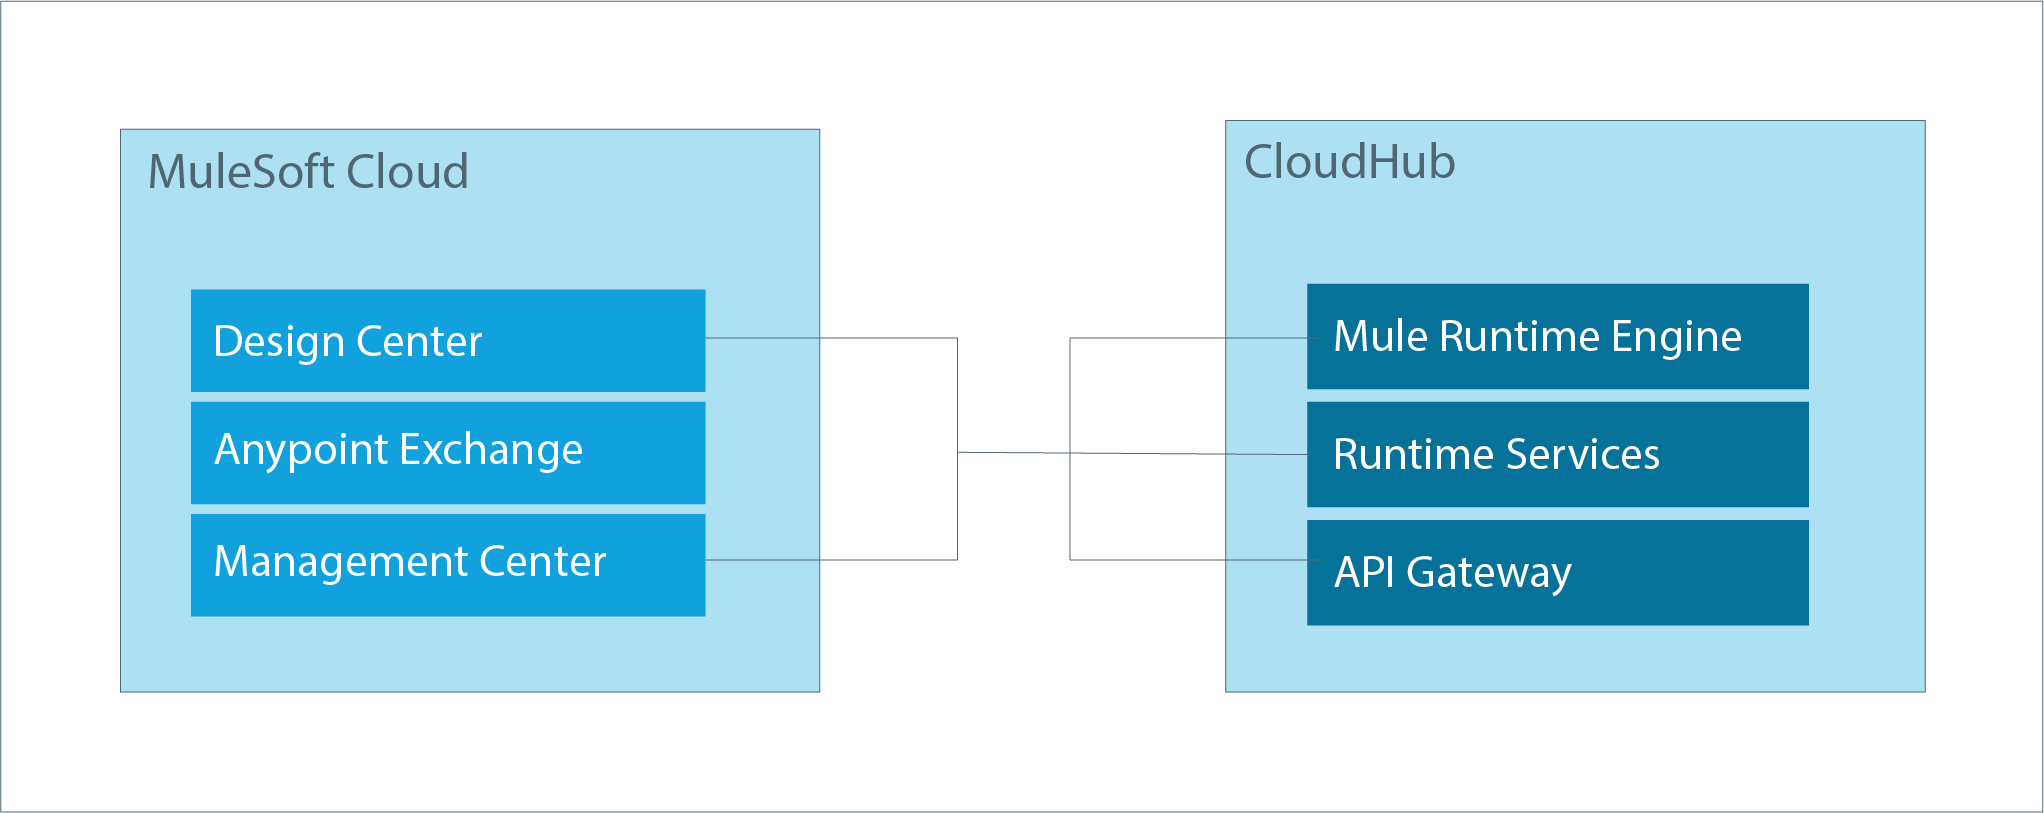 MuleSoft Cloud
Design Center
Anypoint Exchange
Management Center
CloudHub
Mule Runtime Engine
Runtime Services
API Gateway